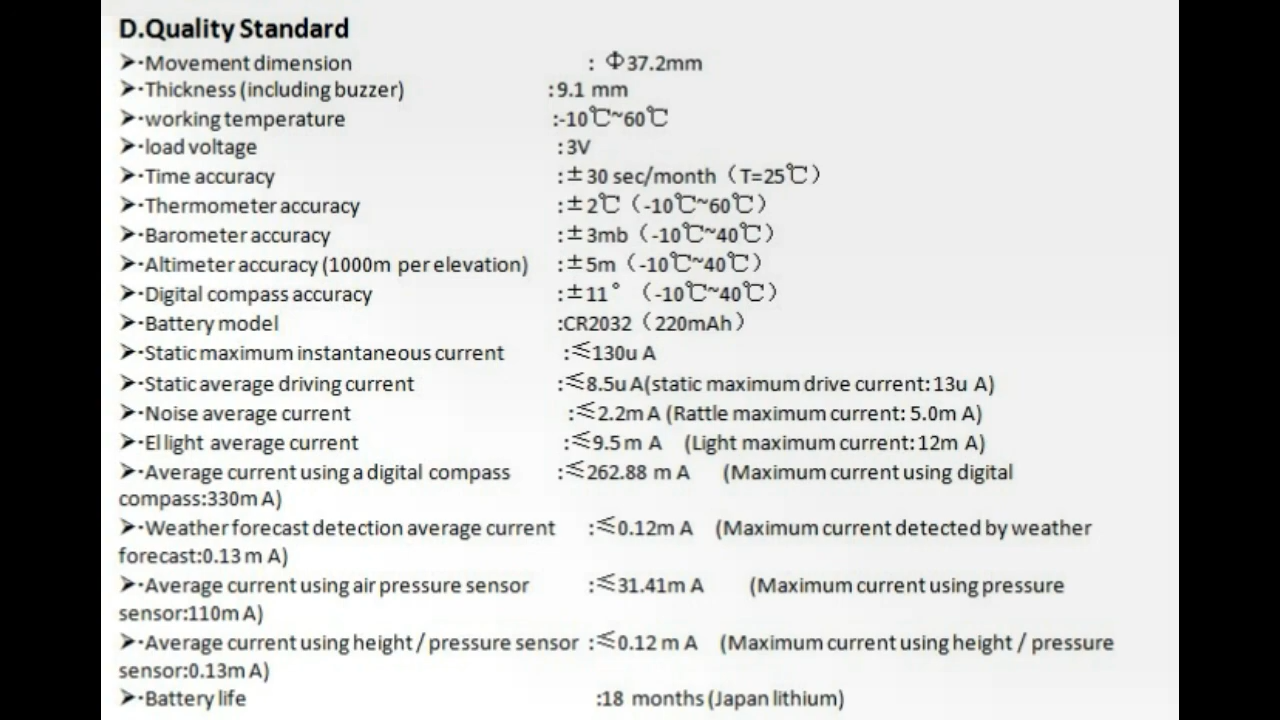 D.Quality Standard
➤·Movement dimension : Φ37.2mm
➤·Thickness (including buzzer) :9.1 mm
➤·working temperature :-10℃~60℃
➤·load voltage : 3V
➤·Time accuracy :±30 sec/month（T=25℃）
➤·Thermometer accuracy :±2℃（-10℃~60℃）
➤·Barometer accuracy :±3mb（-10℃~40℃）
➤·Altimeter accuracy (1000m per elevation) :±5m（-10℃~40℃）
➤·Digital compass accuracy :±11°（-10℃~40℃）
➤·Battery model :CR2032（220mAh）
➤·Static maximum instantaneous current :≤130u A
➤·Static average driving current :≤8.5u A(static maximum drive current: 13u A)
➤·Noise average current :≤2.2m A (Rattle maximum current: 5.0m A)
➤·El light average current :≤9.5 m A (Light maximum current: 12m A)
➤·Average current using a digital compass :≤262.88 m A (Maximum current using digital
compass:330m A)
➤·Weather forecast detection average current :≤0.12m A (Maximum current detected by weather
forecast:0.13 m A)
➤·Average current using air pressure sensor :≤31.41m A (Maximum current using pressure
sensor:110m A)
➤·Average current using height / pressure sensor :≤0.12 m A (Maximum current using height / pressure
sensor:0.13m A)
➤·Battery life :18 months (Japan lithium)